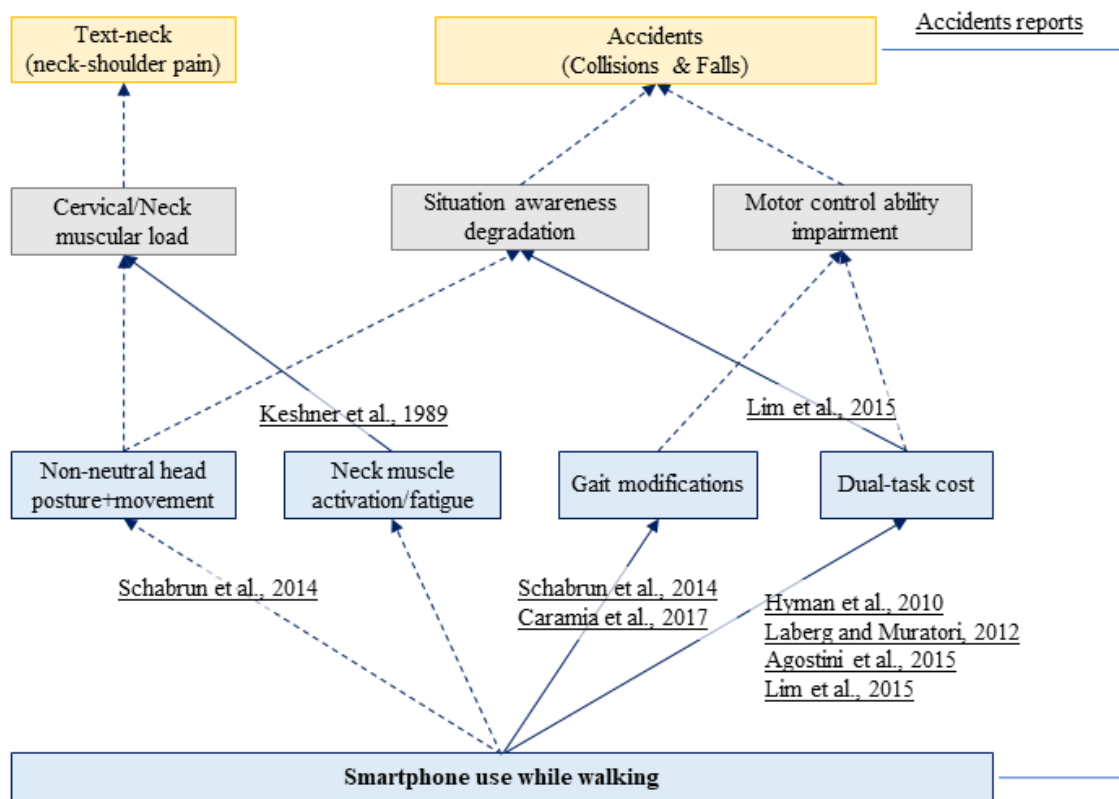 Text-neck
(neck-shoulder pain)
Accidents
(Collisions & Falls)
Accidents reports
Cervical/Neck
muscular load
Situation awareness
degradation
Motor control ability
impairment
Keshner et al., 1989
Lim et al., 2015
Non-neutral head
posture+movement
Neck muscle
activation/fatigue
Gait modifications
Dual-task cost
Schabrun et al., 2014
Schabrun et al., 2014
Caramia et al., 2017
Hyman et al., 2010
Laberg and Muratori, 2012
Agostini et al., 2015
Lim et al., 2015
Smartphone use while walking